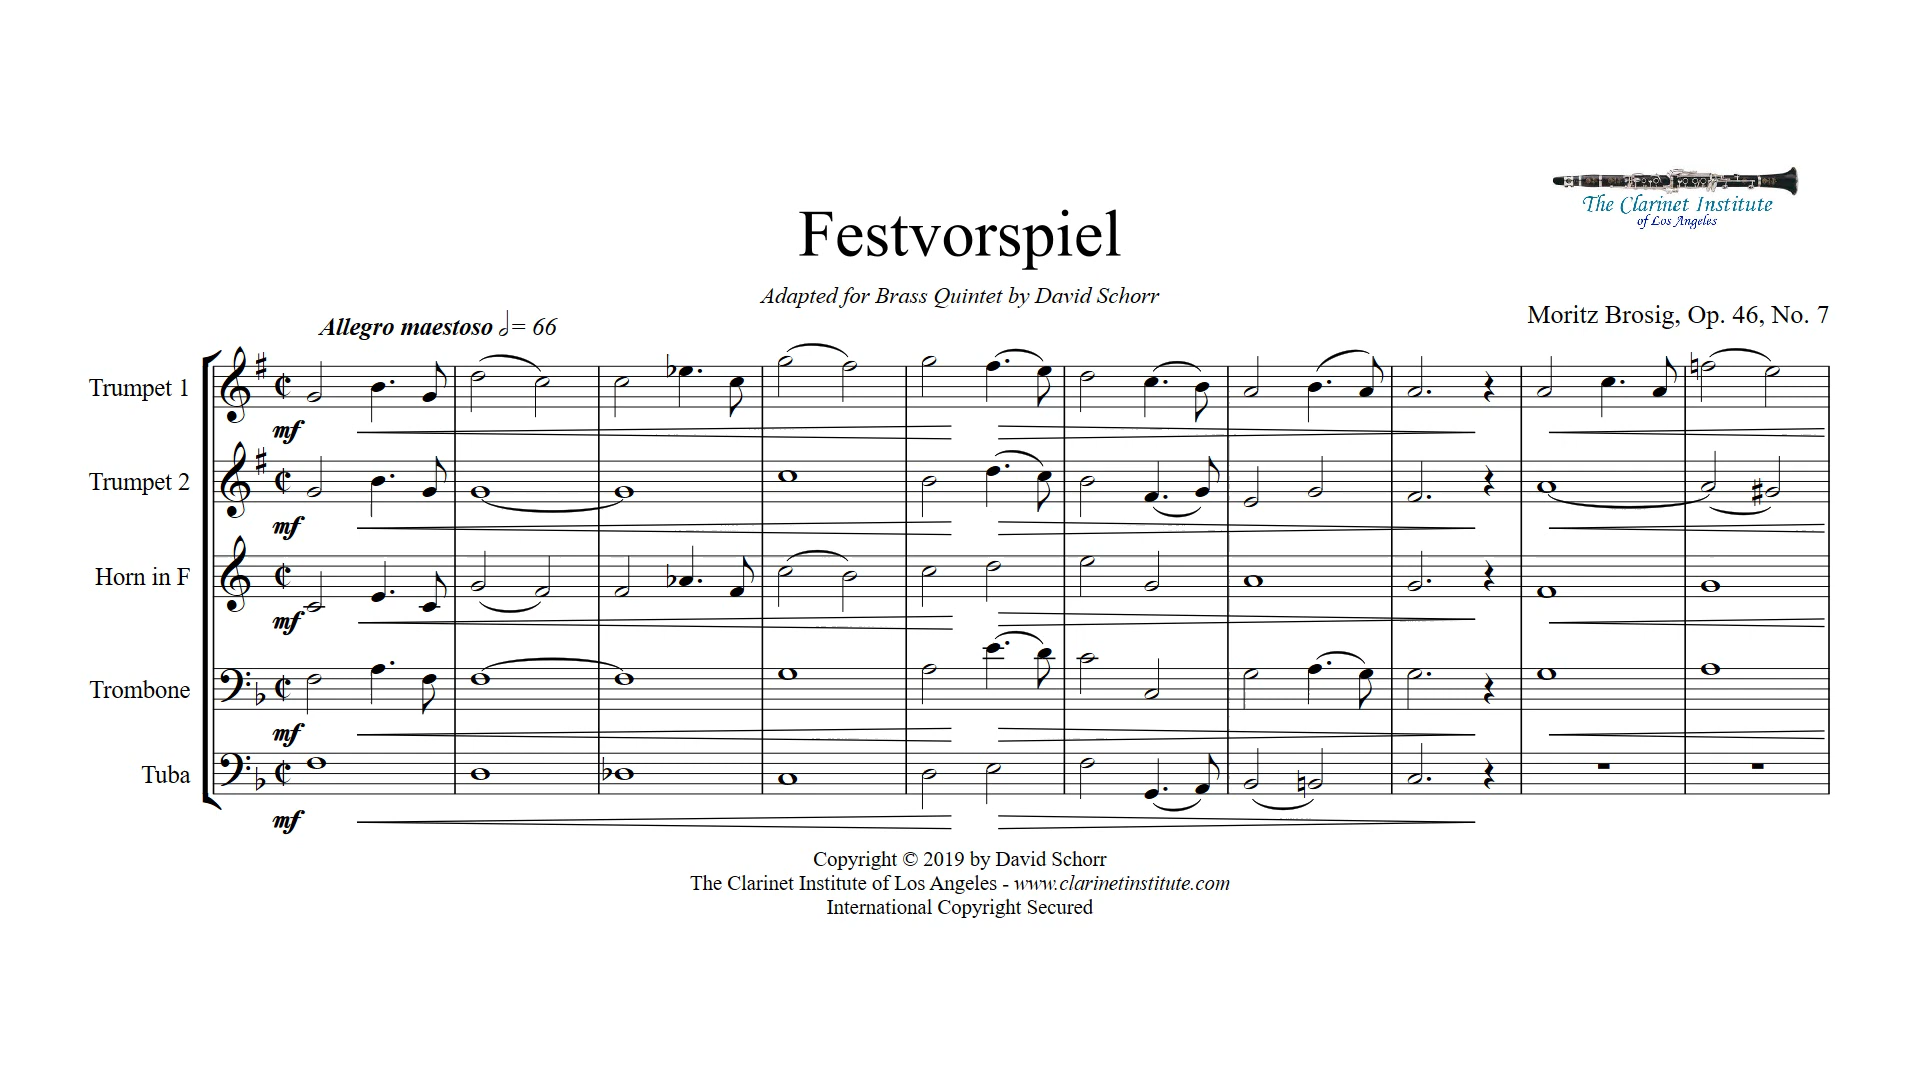 The Clarinet Institute
of Los Angeles
Festvorspiel
Adapted for Brass Quintet by David Schorr
Moritz Brosig, Op. 46, No. 7
Allegro maestoso 𝅗𝅥 = 66
Trumpet 1
mf
Trumpet 2
mf
Horn in F
mf
Trombone
mf
Tuba
mf
Copyright © 2019 by David Schorr
The Clarinet Institute of Los Angeles - www.clarinetinstitute.com
International Copyright Secured